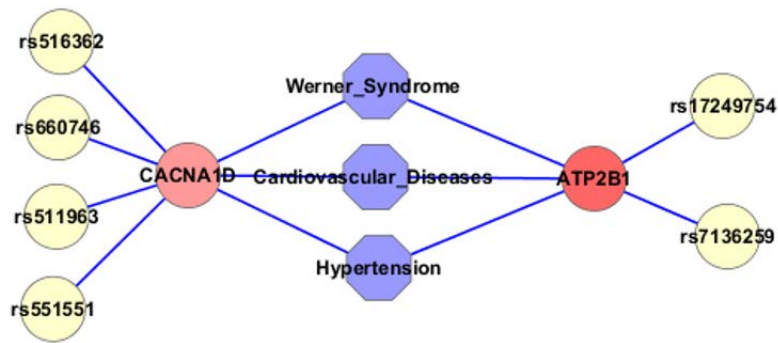 rs516362
rs660746
rs511963
rs551551
CACNA1D
Werner_Syndrome
Cardiovascular_Diseases
Hypertension
ATP2B1
rs17249754
rs7136259